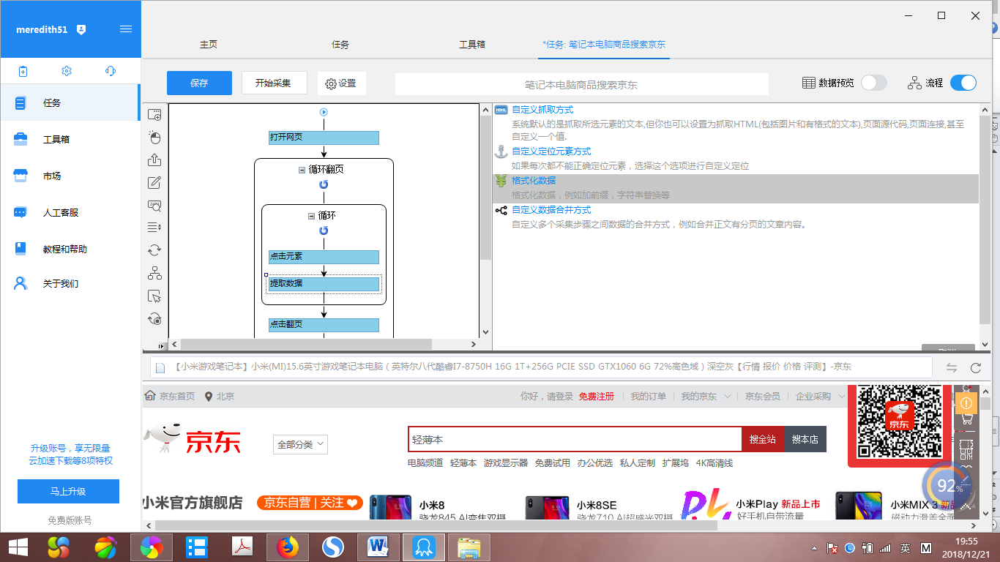 meredith51
主页
任务
工具箱
*任务: 笔记本电脑商品搜索京东
保存
开始采集
设置
笔记本电脑商品搜索京东
数据预览
流程
任务
工具箱
市场
人工客服
教程和帮助
关于我们
升级账号，享无限量
云加速下载等8项特权
马上升级
免费版账号
打开网页
循环翻页
循环
点击元素
提取数据
点击翻页
自定义抓取方式
系统默认的是抓取所选元素的文本,但你也可以设置为抓取HTML(包括图片和有格式的文本),页面源代码,页面连接,甚至
自定义一个值.
自定义定位元素方式
如果每次都不能正确定位元素，选择这个选项进行自定义定位
格式化数据
格式化数据，例如加前缀，字符串替换等
自定义数据合并方式
自定义多个采集步骤之间数据的合并方式，例如合并正文有分页的文章内容。
【小米游戏笔记本】小米(MI)15.6英寸游戏笔记本电脑（英特尔八代酷睿I7-8750H 16G 1T+256G PCIE SSD GTX1060 6G 72%高色域）深空灰【行情 报价 价格 评测】-京东
京东首页 北京 你好，请登录 免费注册 我的订单 我的京东 京东会员 企业采购
京东
京东
全部分类
轻薄本
搜全站 搜本店
电脑频道 轻薄本 游戏显示器 免费试用 办公优选 私人定制 扩展坞 4K高清线
92%
小米官方旗舰店
京东自营 | 关注
小米8
骁龙845 AI变焦双摄
小米8SE
骁龙710 AI超感光双摄
小米Play 新品上市
好手机自带流量
小米MIX 3 新品
磁动力滑盖全面
英
M
19:55
2018/12/21